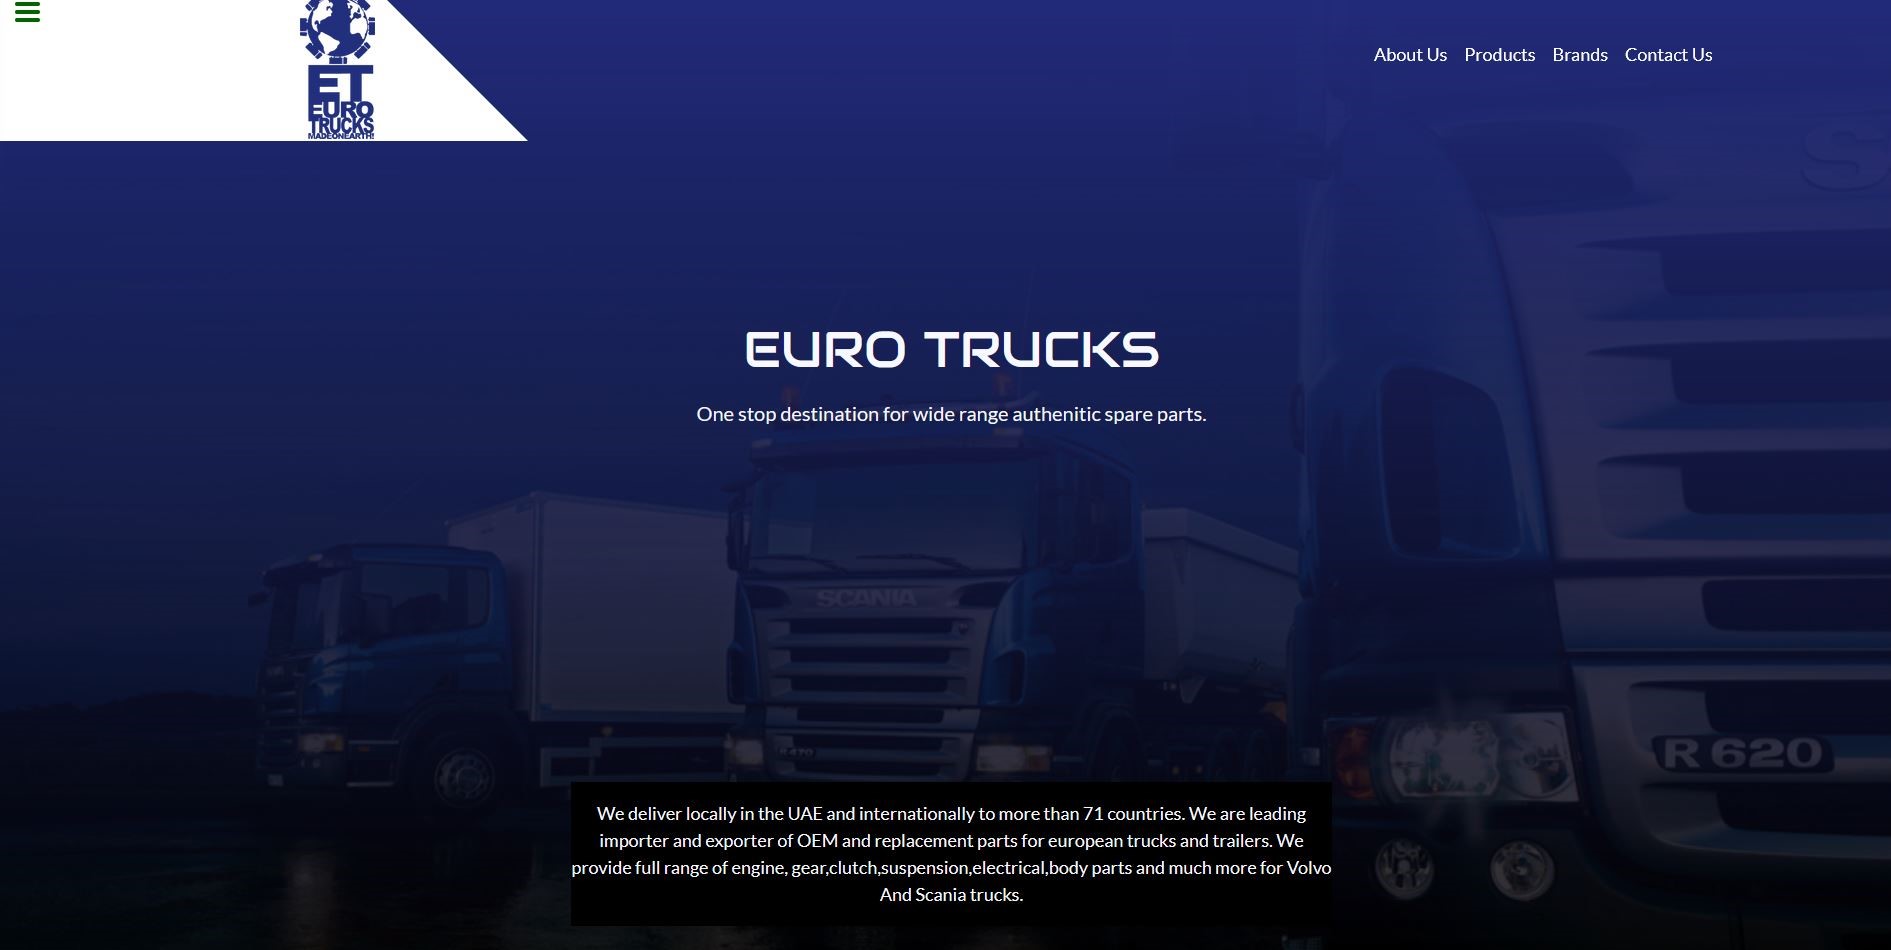 ET
EURO
TRUCKS
MADEONEARTH!
About Us Products Brands Contact Us
EURO TRUCKS
One stop destination for wide range authenitic spare parts.
SCANIA
R 470
R 620
We deliver locally in the UAE and internationally to more than 71 countries. We are leading
importer and exporter of OEM and replacement parts for european trucks and trailers. We
provide full range of engine, gear,clutch,suspension,electrical,body parts and much more for Volvo
And Scania trucks.